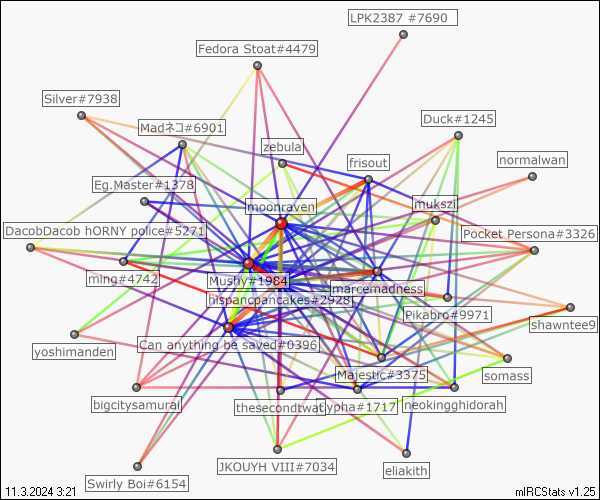 LPK2387 #7690
Fedora Stoat#4479
Silver#7938
Duck#1245
Madネコ#6901
zebula
frisout
normalwan
Eg.Master#1378
mukszi
moonraven
DacobDacob hORNY police#5271
Pocket Persona#3326
ming#4742
Mushy#1984
marcemadness
hispancpancakes#2928
Pikabro#9971
shawntee9
Can anything be saved#0396
yoshimanden
Majestic#3375
somass
bigcitysamurai
thesecondtwat
Lypha#1717
neokingghidorah
JKOUYH VIII#7034
eliakith
Swirly Boi#6154
11.3.2024 3:21
mIRCStats v1.25